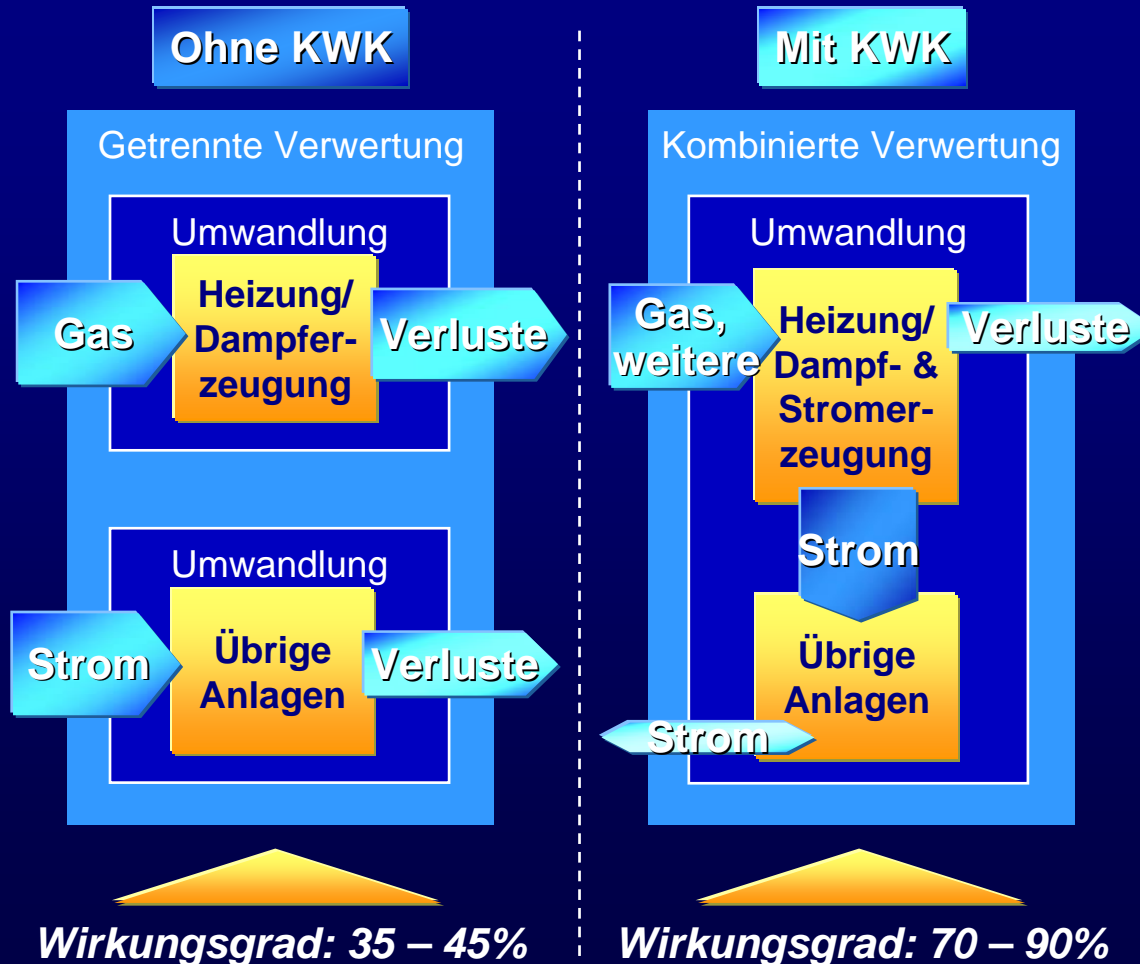 Ohne KWK
Getrennte Verwertung
Umwandlung
Gas
Heizung/
Dampfer-
zeugung
Verluste
Umwandlung
Strom
Übrige
Anlagen
Verluste
Wirkungsgrad: 35 – 45%
Mit KWK
Kombinierte Verwertung
Umwandlung
Gas,
weitere
Heizung/
Dampf- &
Stromer-
zeugung
Verluste
Strom
Übrige
Anlagen
Strom
Wirkungsgrad: 70 – 90%